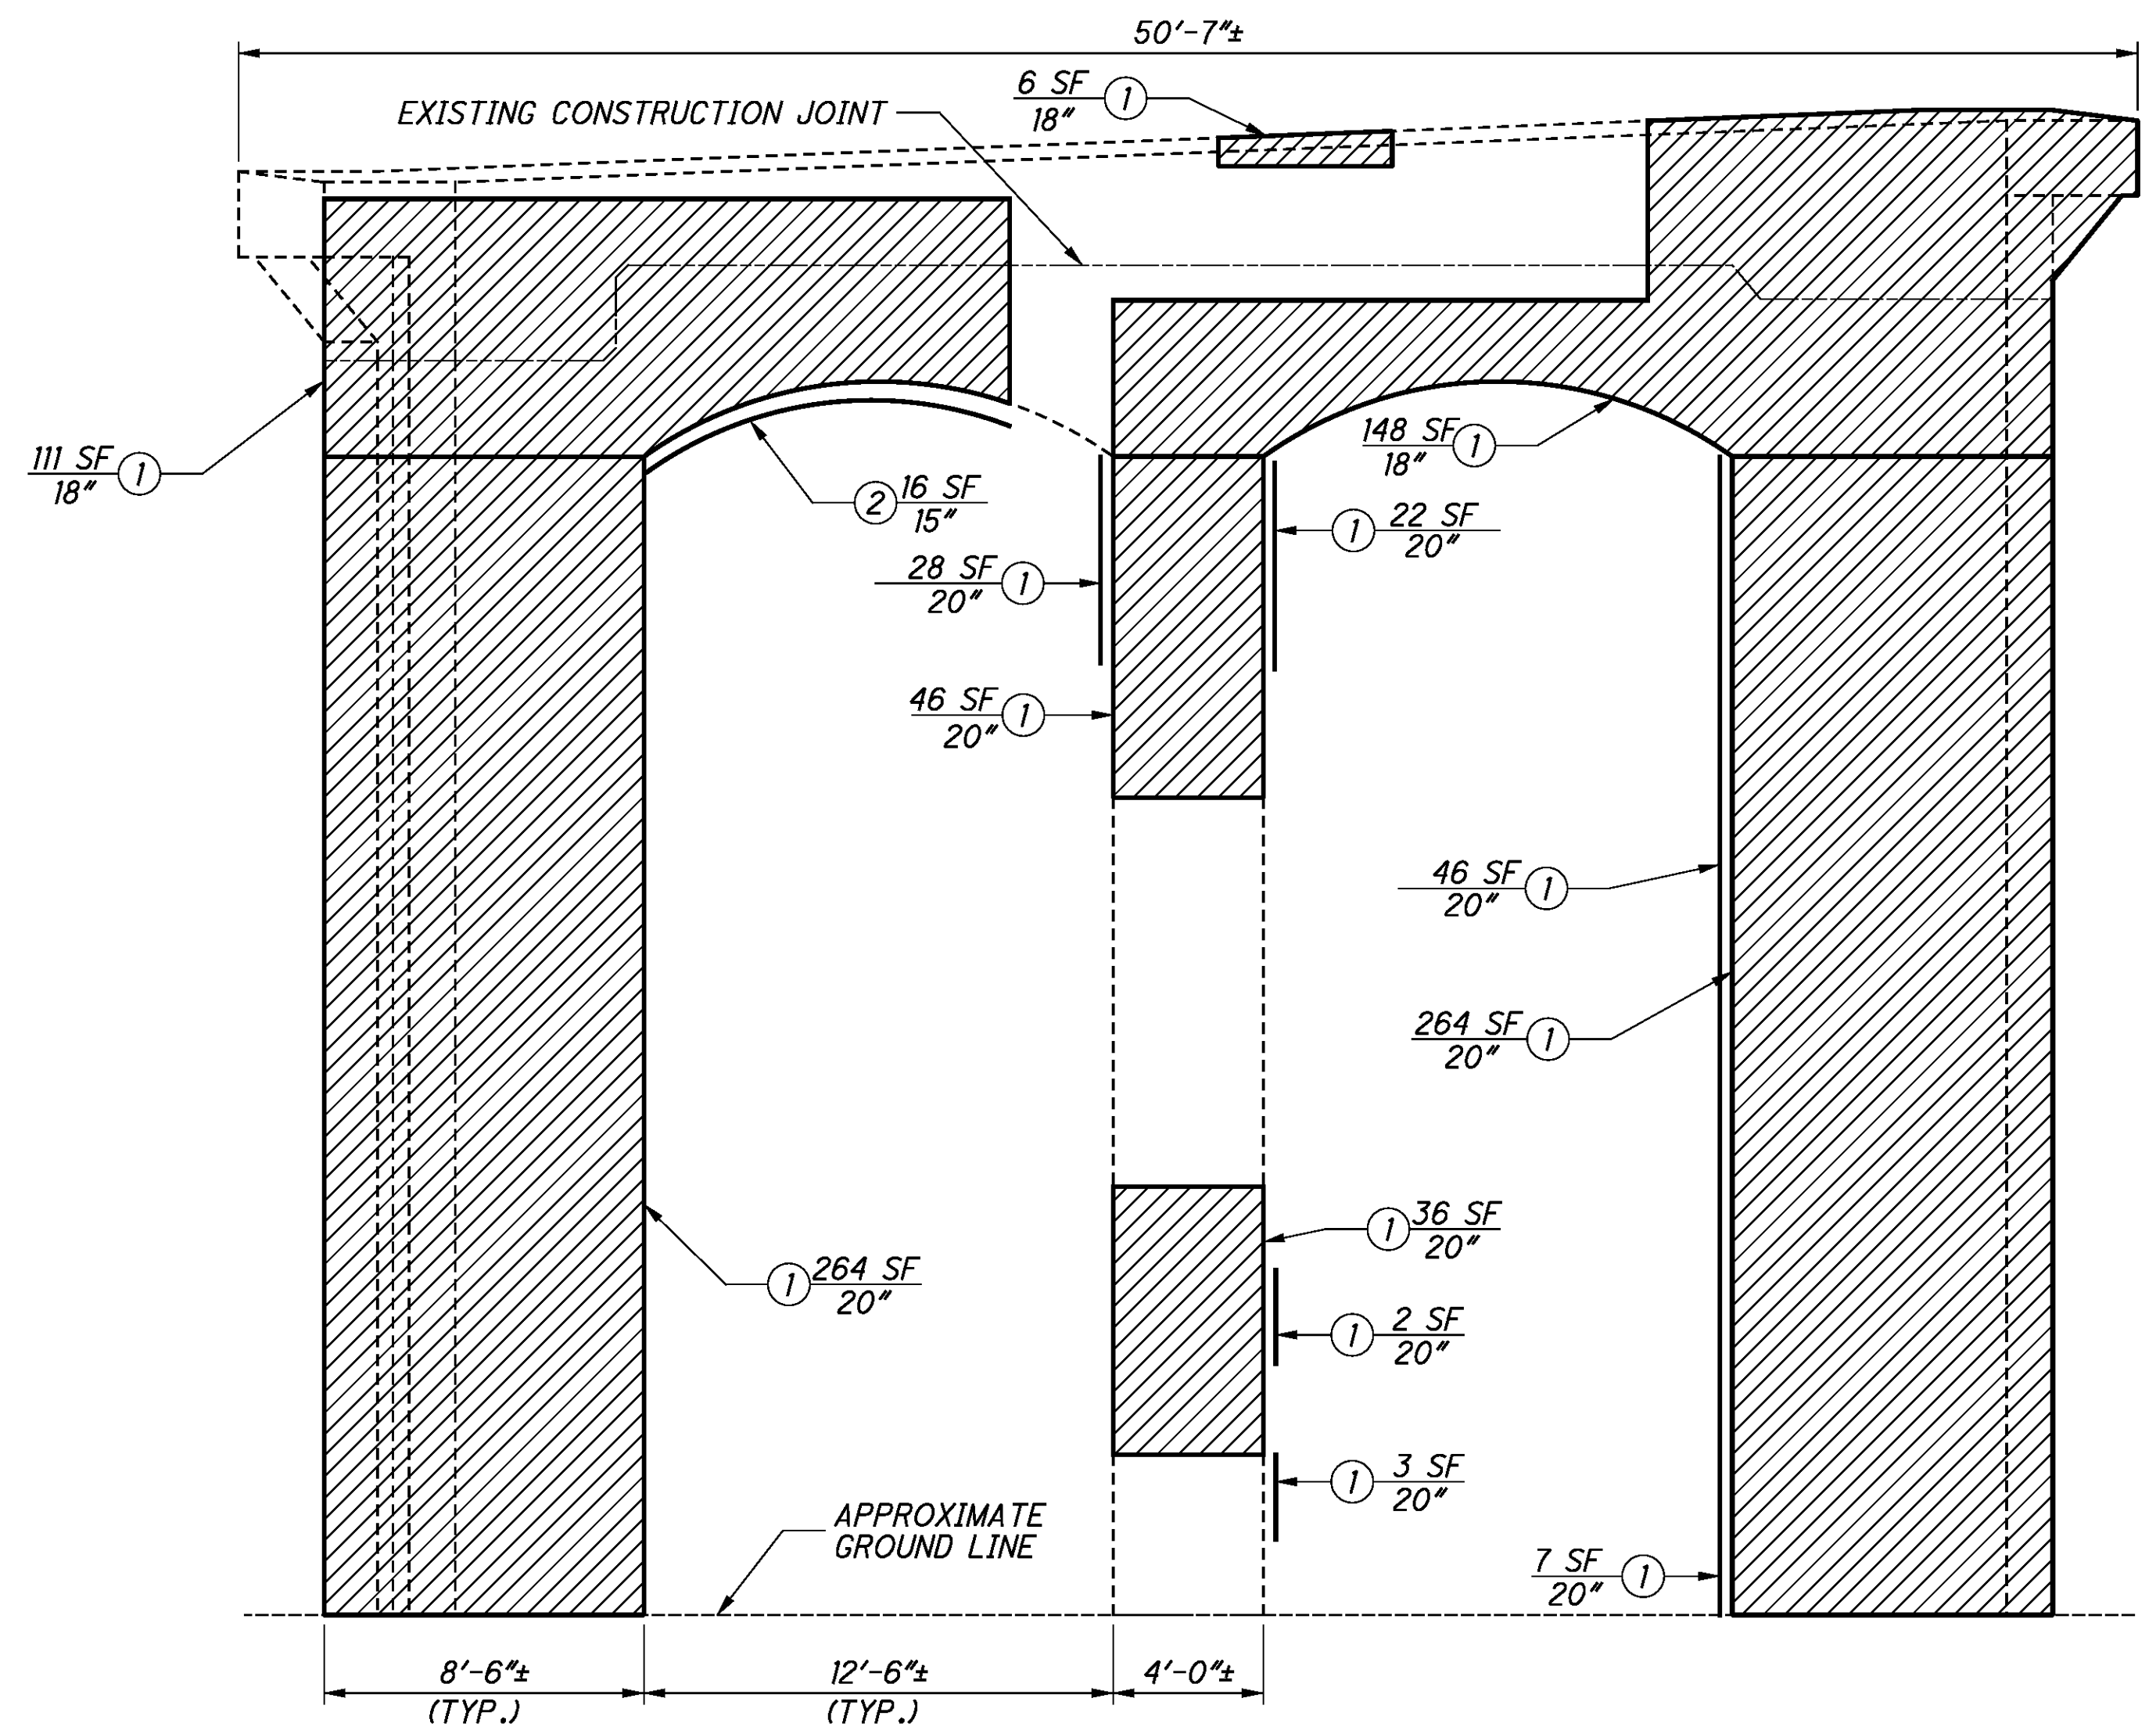 50'-7"±
6 SF
18"
1
EXISTING CONSTRUCTION JOINT
111 SF
18"
1
148 SF
18"
1
2
16 SF
15"
1
22 SF
20"
28 SF
20"
1
46 SF
20"
1
46 SF
20"
1
264 SF
20"
1
1
36 SF
20"
1
264 SF
20"
1
2 SF
20"
1
3 SF
20"
APPROXIMATE
GROUND LINE
7 SF
20"
1
8'-6"±
(TYP.)
12'-6"±
(TYP.)
4'-0"±